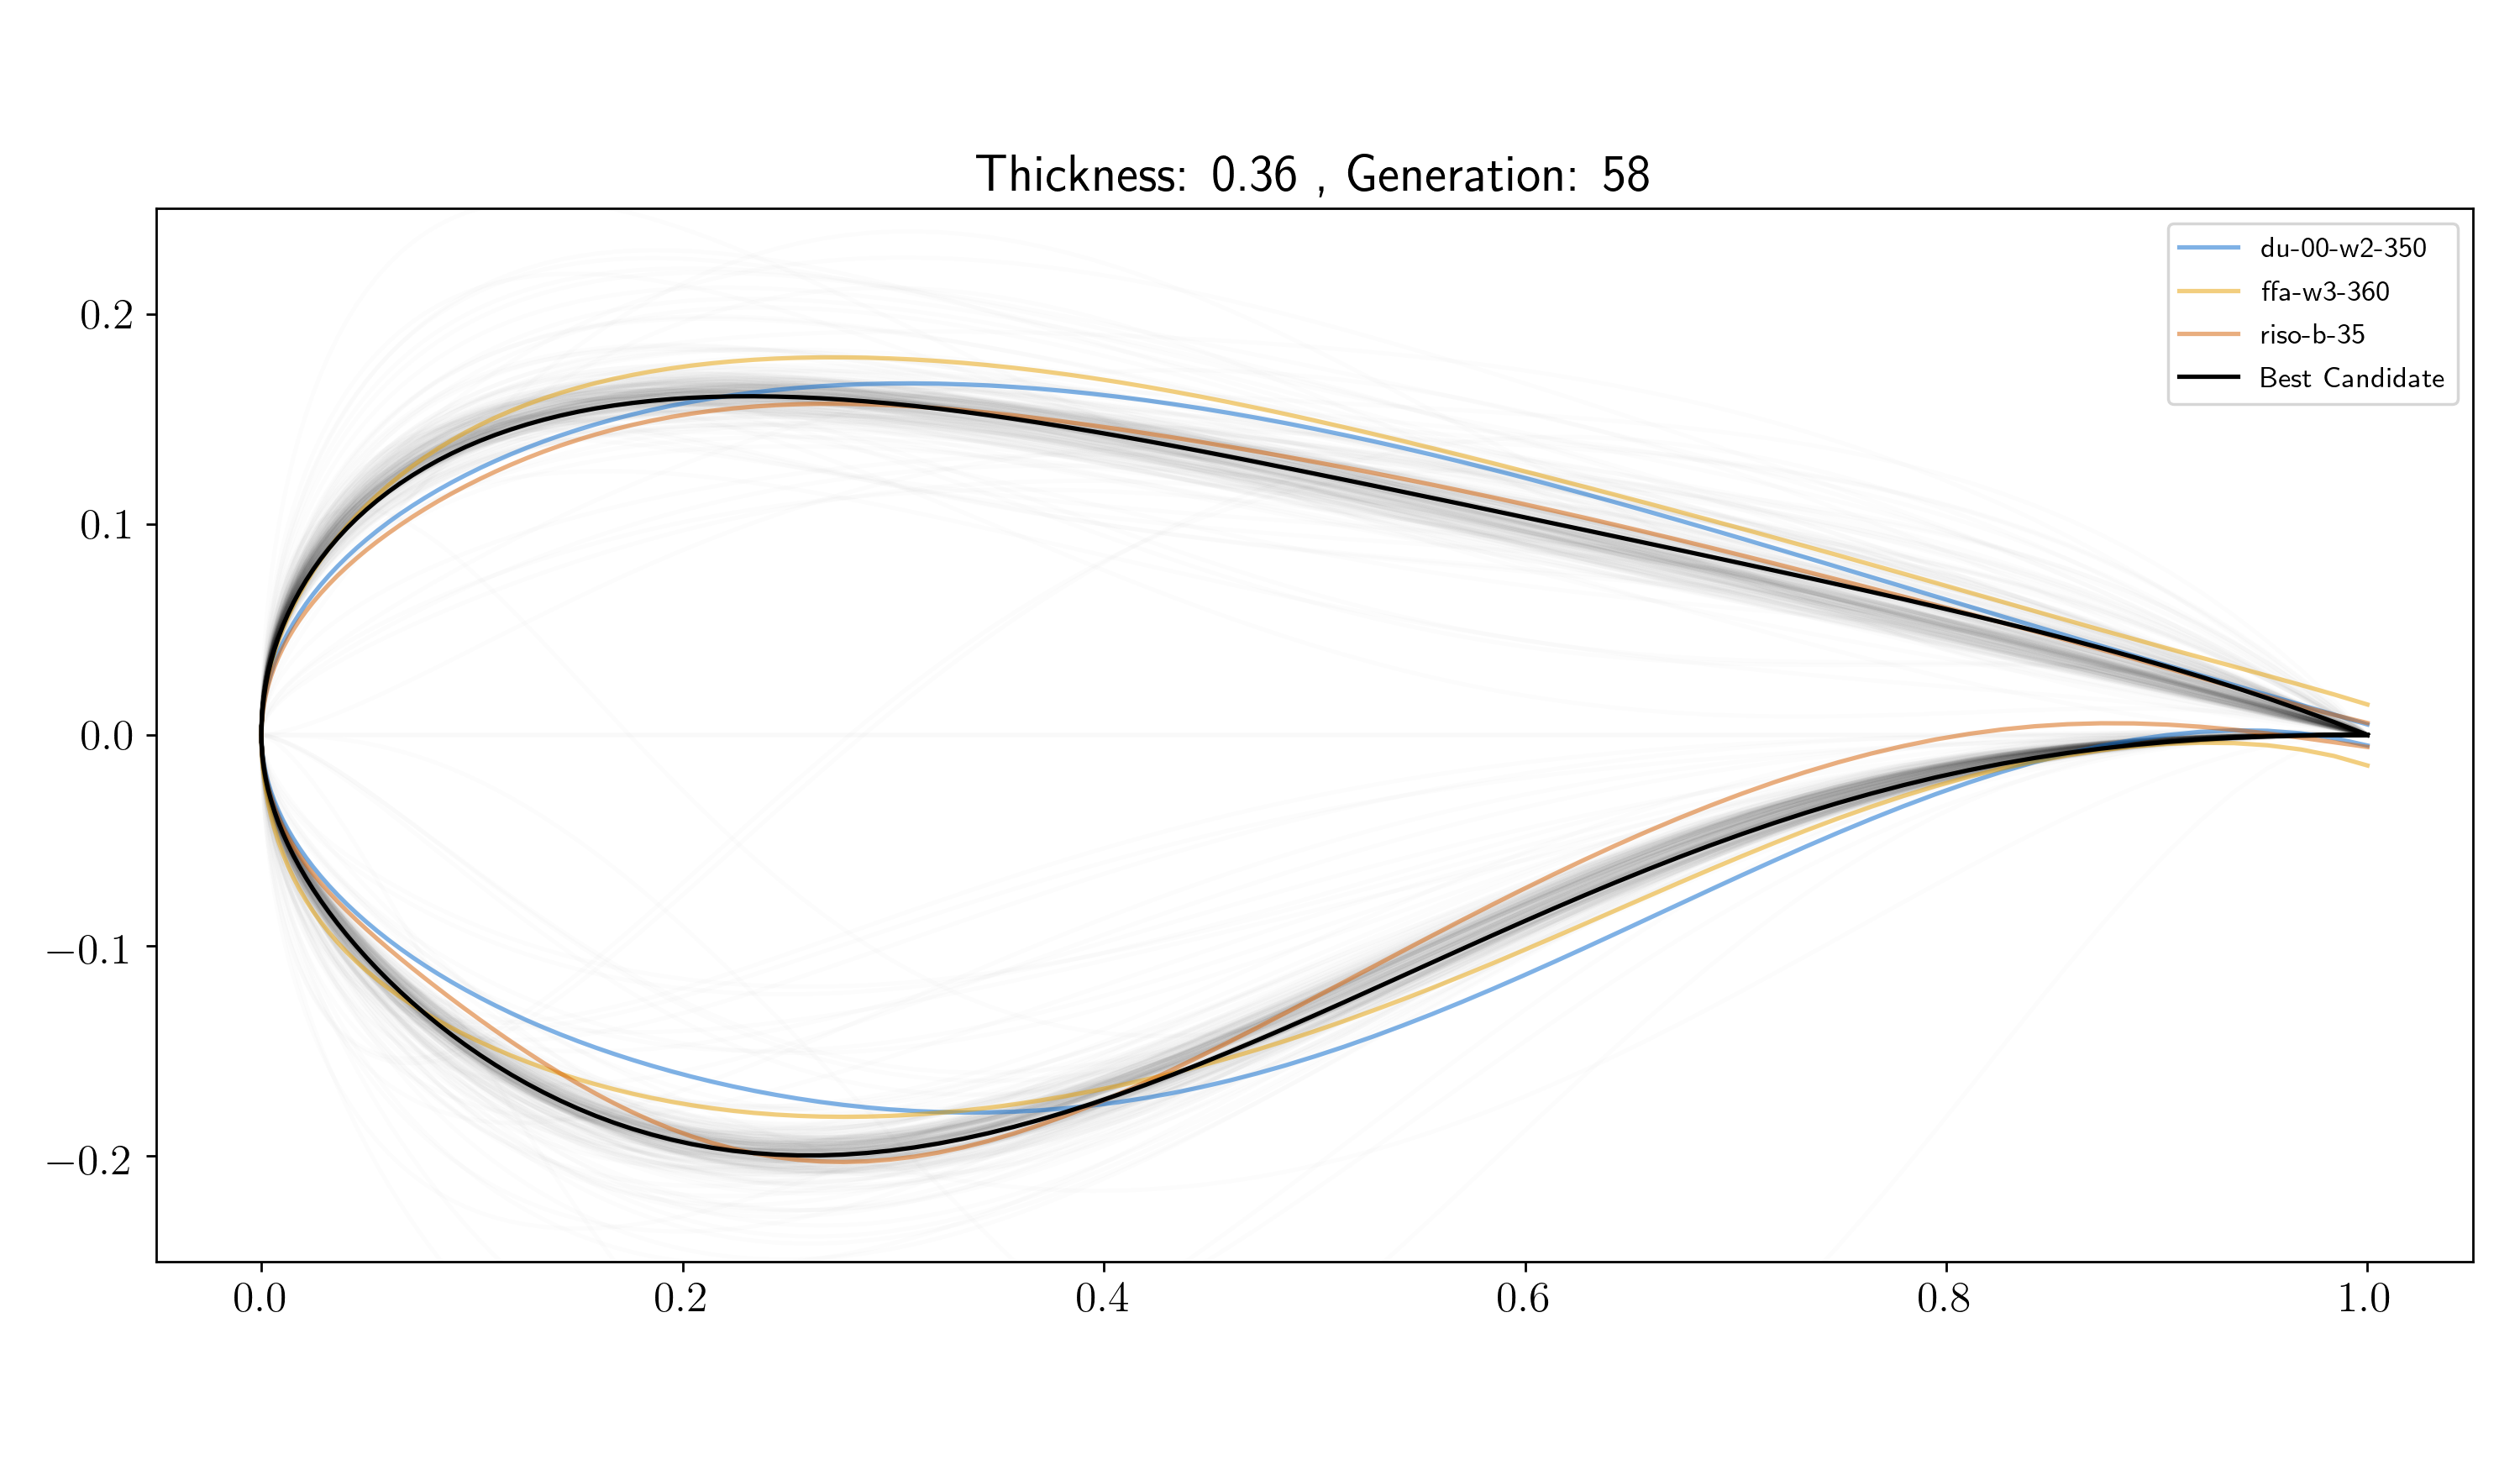 Thickness: 0.36 , Generation: 58
du-00-w2-350
ffa-w3-360
riso-b-35
Best Candidate
0.2
0.1
0.0
−0.1
−0.2
0.0 0.2 0.4 0.6 0.8 1.0